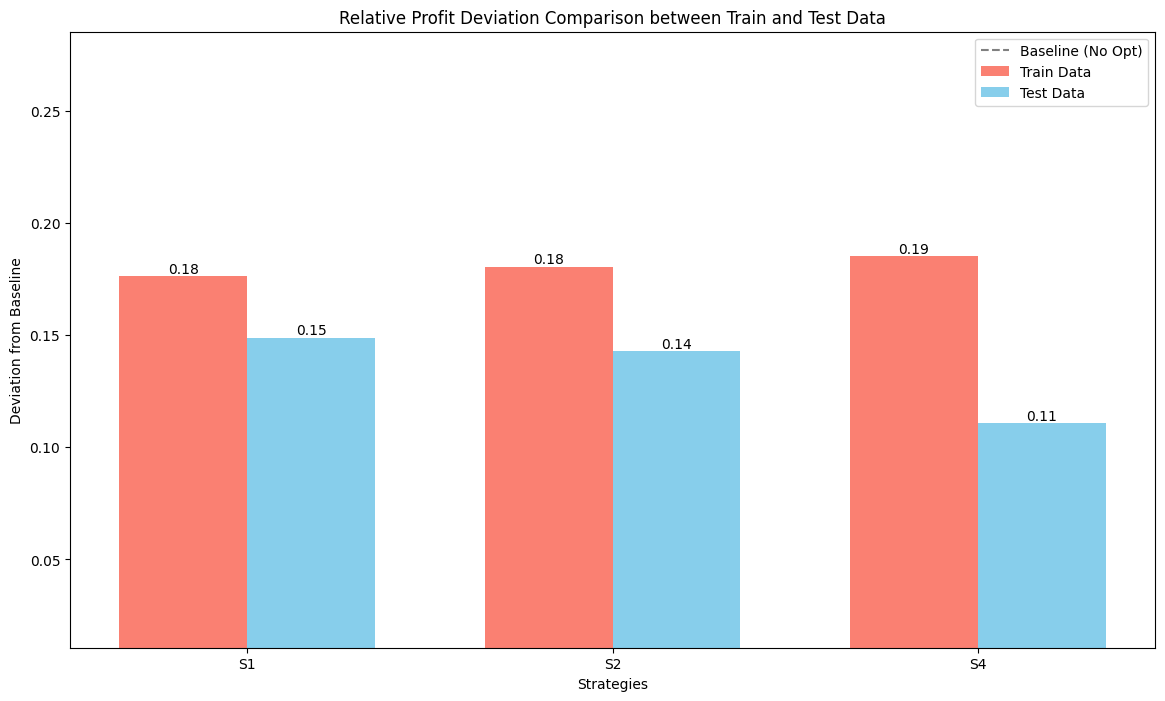 Relative Profit Deviation Comparison between Train and Test Data
Baseline (No Opt)
Train Data
Test Data
0.25
0.20
0.15
0.10
0.05
Deviation from Baseline
0.18
0.15
0.18
0.14
0.19
0.11
S1
S2
S4
Strategies